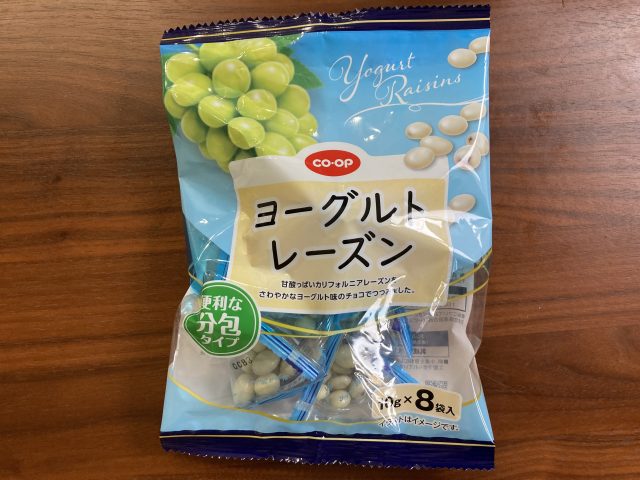 Yogurt
Raisins
CO·OP
ヨーグルト
レーズン
甘酸っぱいカリフォルニアレーズンを
さわやかなヨーグルト味のチョコでつつみました。
便利な
分包
タイプ
10g×8袋入
イラストはイメージです。